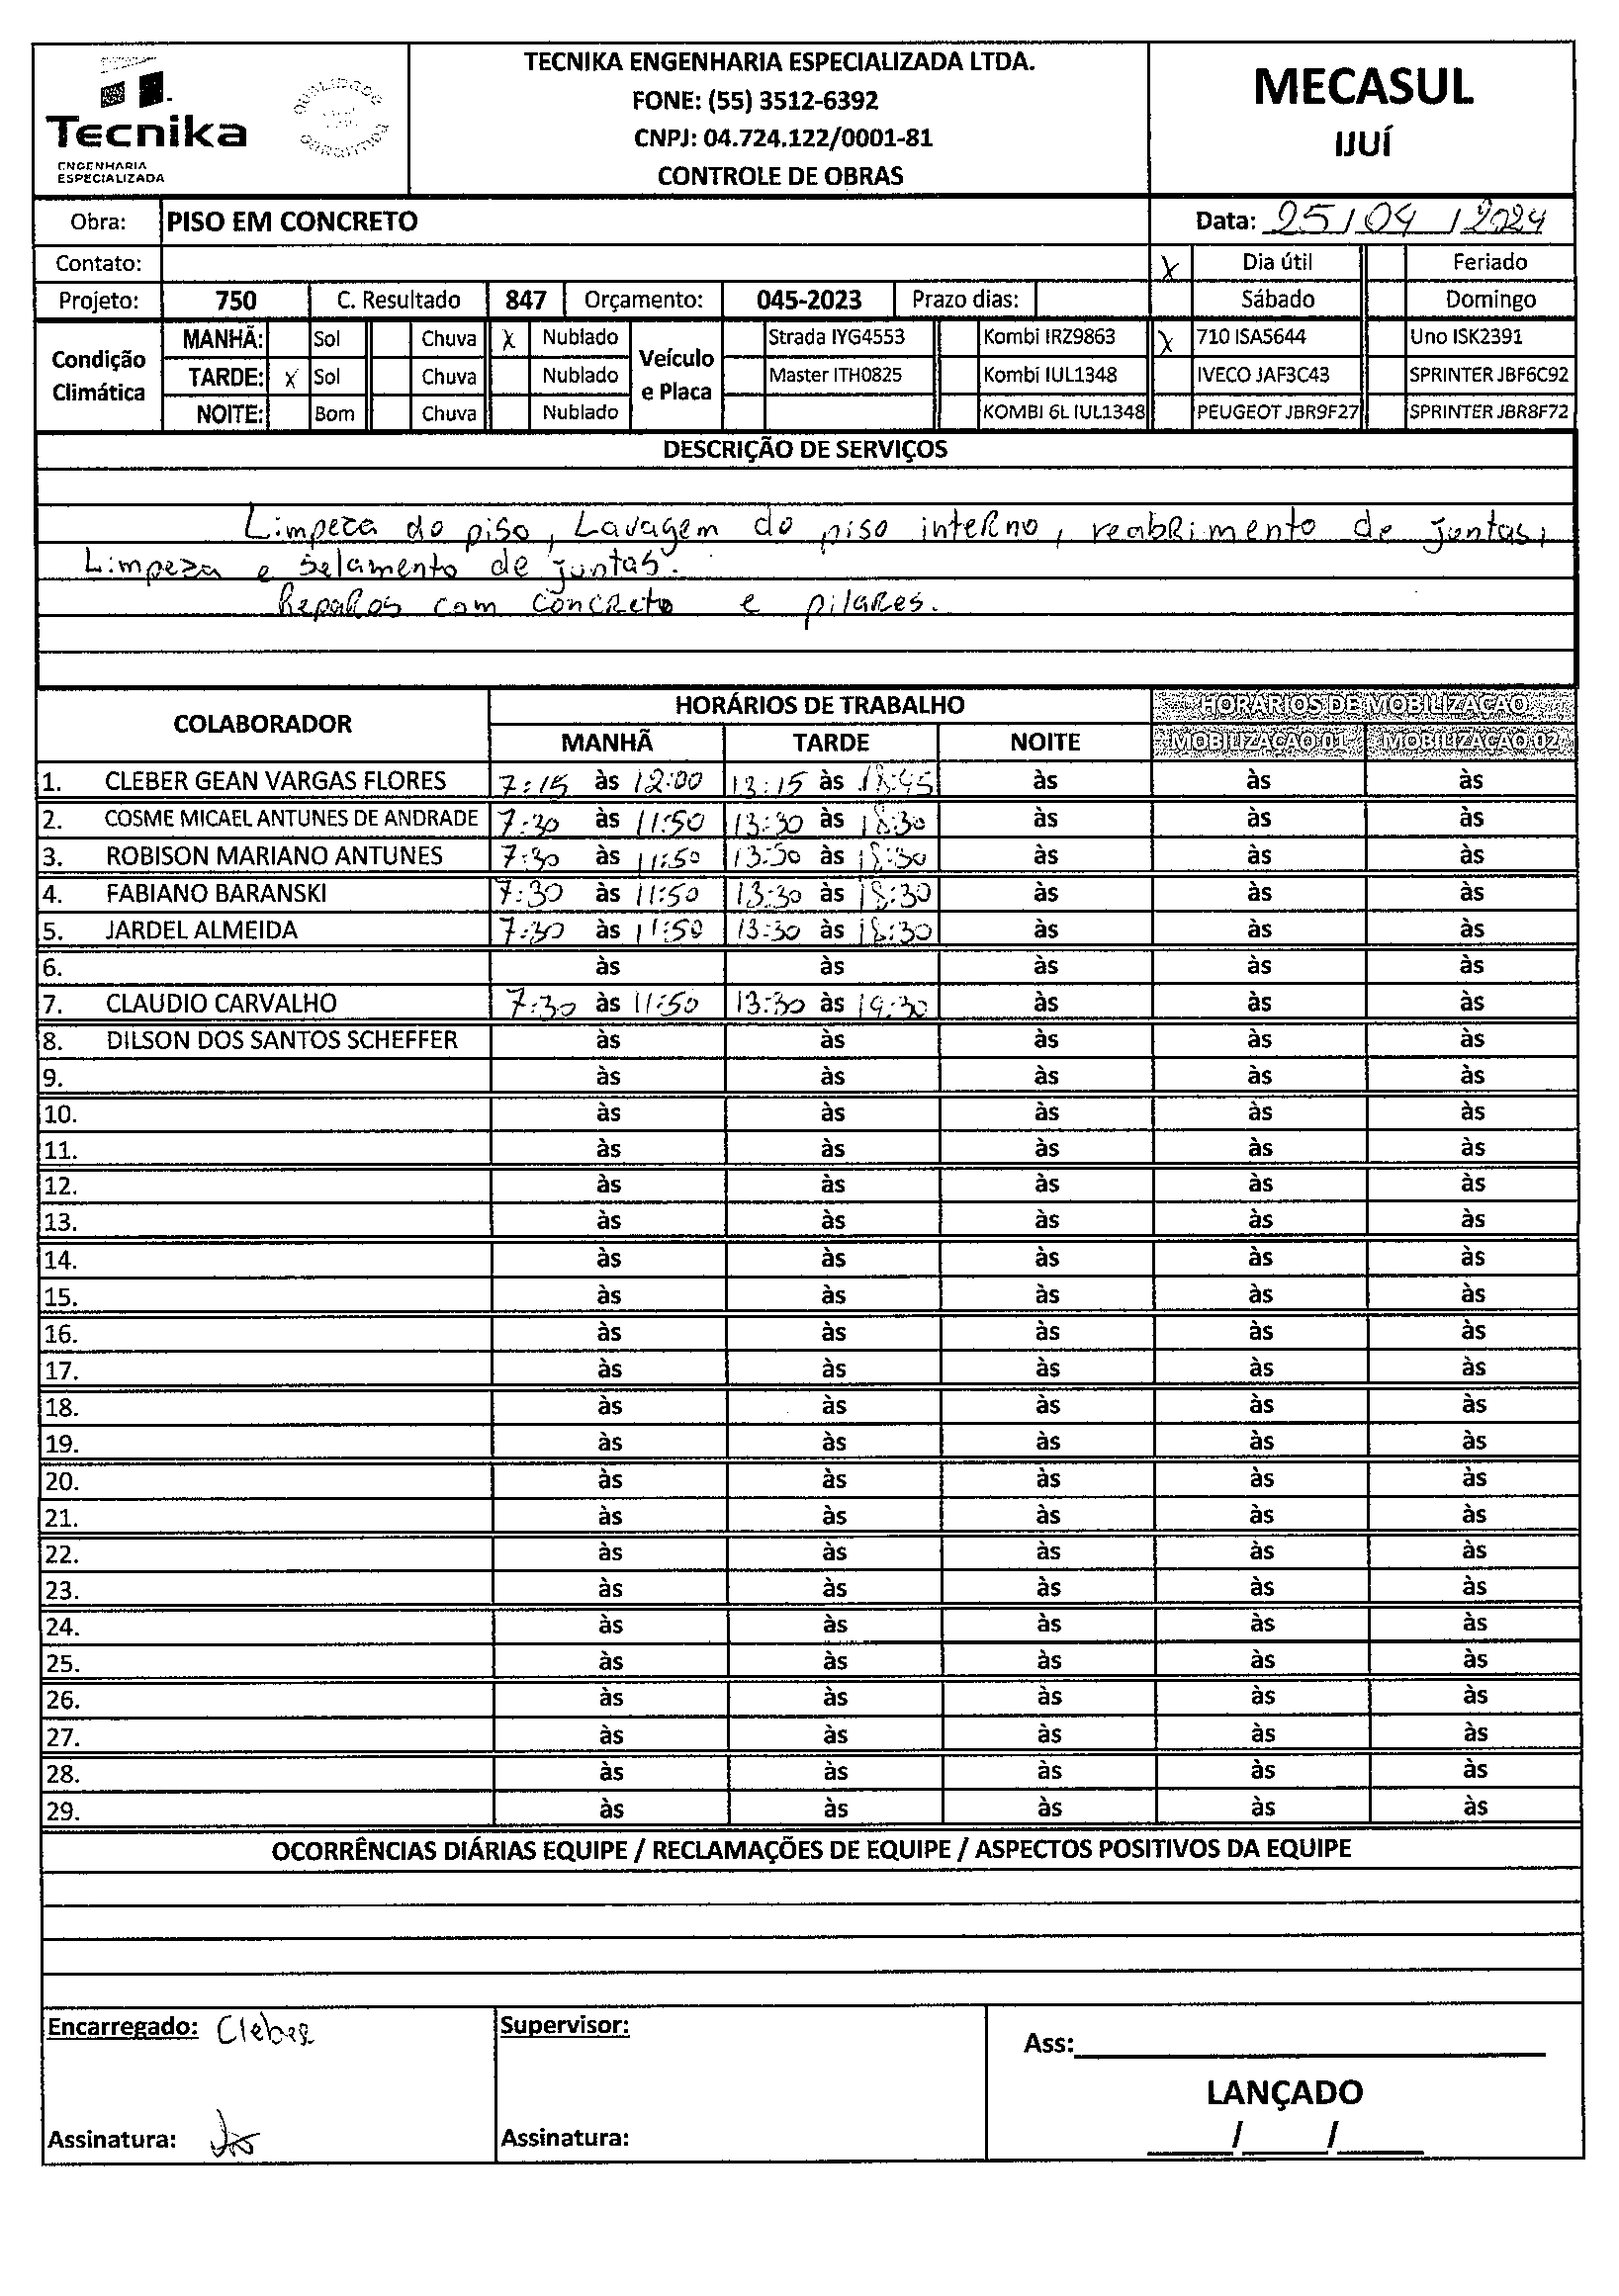 TECNIKA ENGENHARIA ESPECIALIZADA LTDA.
FONE: (55) 3512-6392
CNPJ: 04.724.122/0001-81
CONTROLE DE OBRAS
Tecnika
ENGENHARIA
ESPECIALIZADA
MECASUL
IJUÍ
Obra: PISO EM CONCRETO Data: 25/04/2024
Contato: X Dia útil Feriado
Projeto: 750 C. Resultado 847 Orçamento: 045-2023 Prazo dias: Sábado Domingo
Condição Climática
MANHÃ: Sol Chuva X Nublado
TARDE: X Sol Chuva Nublado
NOITE: Bom Chuva Nublado
Veículo e Placa
Strada IYG4553 Kombi IRZ9863 X 710 ISA5644 Uno ISK2391
Master ITH0825 Kombi IUL1348 IVECO JAF3C43 SPRINTER JBF6C92
KOMBI 6L IUL1348 PEUGEOT JBR9F27 SPRINTER JBR8F72
DESCRIÇÃO DE SERVIÇOS
Limpeza do piso, Lavagem do piso interno, reabrimento de juntas,
Limpeza e selamento de juntas.
Reparos com concreto e pilares.
COLABORADOR HORÁRIOS DE TRABALHO HORÁRIOS DE MOBILIZAÇÃO
MANHÃ TARDE NOITE MOBILIZAÇÃO 01 MOBILIZAÇÃO 02
1. CLEBER GEAN VARGAS FLORES 7:15 às 12:00 13:15 às 18:45 às às às
2. COSME MICAEL ANTUNES DE ANDRADE 7:30 às 11:50 13:30 às 18:30 às às às
3. ROBISON MARIANO ANTUNES 7:30 às 11:50 13:30 às 18:30 às às às
4. FABIANO BARANSKI 7:30 às 11:50 13:30 às 18:30 às às às
5. JARDEL ALMEIDA 7:30 às 11:50 13:30 às 18:30 às às às
6. às às às às às
7. CLAUDIO CARVALHO 7:30 às 11:50 13:30 às 19:30 às às às
8. DILSON DOS SANTOS SCHEFFER às às às às às
9. às às às às às
10. às às às às às
11. às às às às às
12. às às às às às
13. às às às às às
14. às às às às às
15. às às às às às
16. às às às às às
17. às às às às às
18. às às às às às
19. às às às às às
20. às às às às às
21. às às às às às
22. às às às às às
23. às às às às às
24. às às às às às
25. às às às às às
26. às às às às às
27. às às às às às
28. às às às às às
29. às às às às às
OCORRÊNCIAS DIÁRIAS EQUIPE / RECLAMAÇÕES DE EQUIPE / ASPECTOS POSITIVOS DA EQUIPE
Encarregado: Cleber
Supervisor:
Ass:
LANÇADO
Assinatura:
Assinatura:
/ /